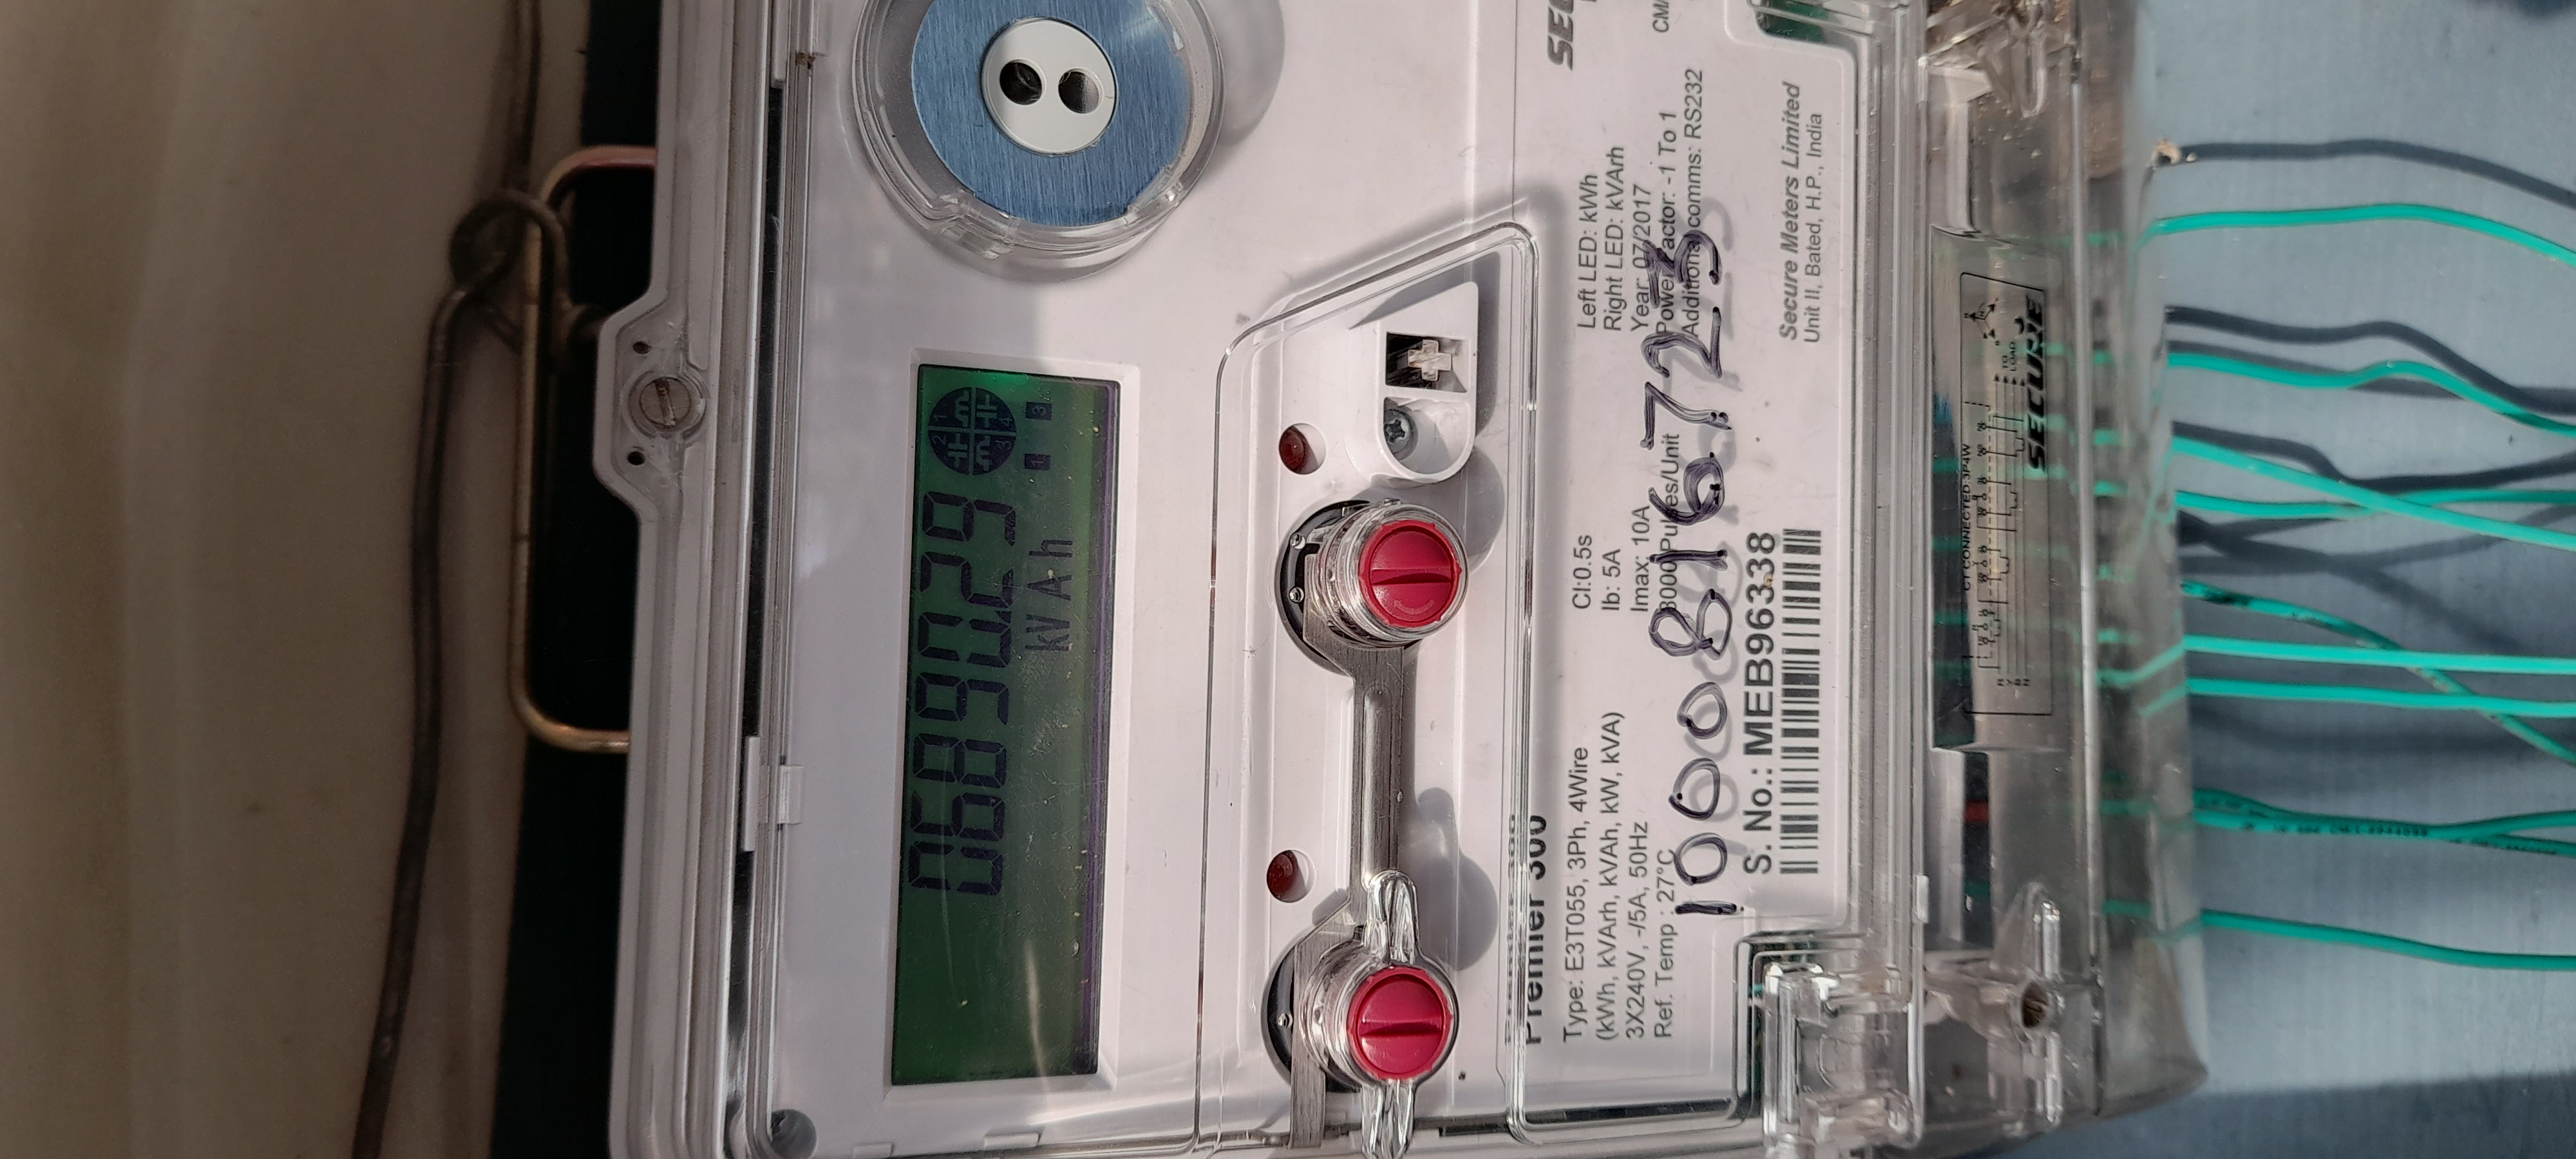 kVAh
Premier 300
Type: E3T055, 3Ph, 4Wire
(kWh, kVArh, kVAh, kW, kVA)
3X240V, -/5A, 50Hz
Ref. Temp : 27°C
Cl:0.5s
Ib: 5A
Imax: 10A
Left LED: kWh
Right LED: kVArh
Year 07/2017
Power Factor: -1 To 1
Additional comms: RS232
1000816723
S. No.: MEB96338
Secure Meters Limited
Unit II, Bated, H.P., India
CT CONNECTED 3P4W
SECURE